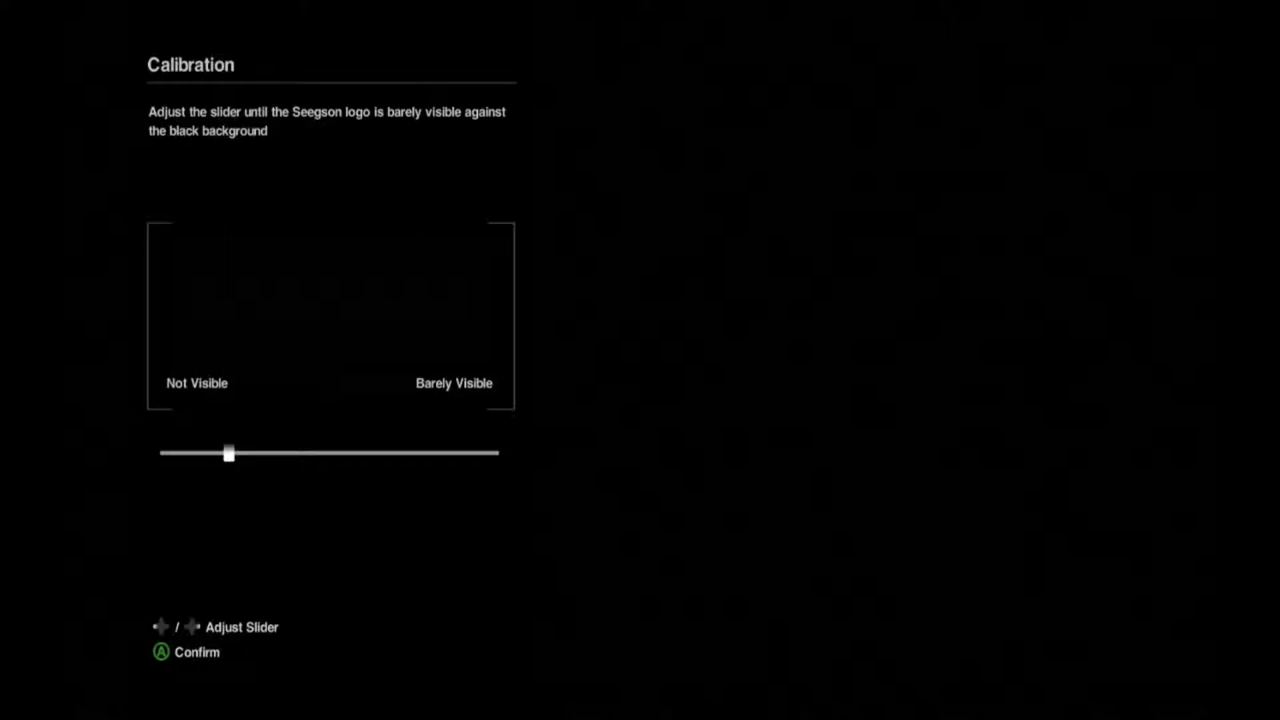 Calibration
Adjust the slider until the Seegson logo is barely visible against
the black background
Not Visible
Barely Visible
/ Adjust Slider
A Confirm